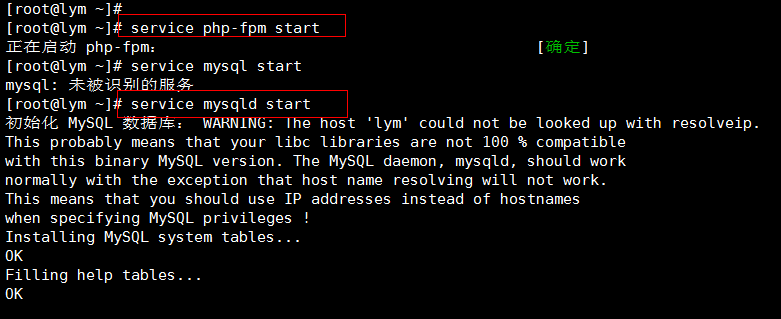 [root@lym ~]#
[root@lym ~]# service php-fpm start
正在启动 php-fpm： [确定]
[root@lym ~]# service mysql start
mysql: 未被识别的服务
[root@lym ~]# service mysqld start
初始化 MySQL 数据库： WARNING: The host 'lym' could not be looked up with resolveip.
This probably means that your libc libraries are not 100 % compatible
with this binary MySQL version. The MySQL daemon, mysqld, should work
normally with the exception that host name resolving will not work.
This means that you should use IP addresses instead of hostnames
when specifying MySQL privileges !
Installing MySQL system tables...
OK
Filling help tables...
OK